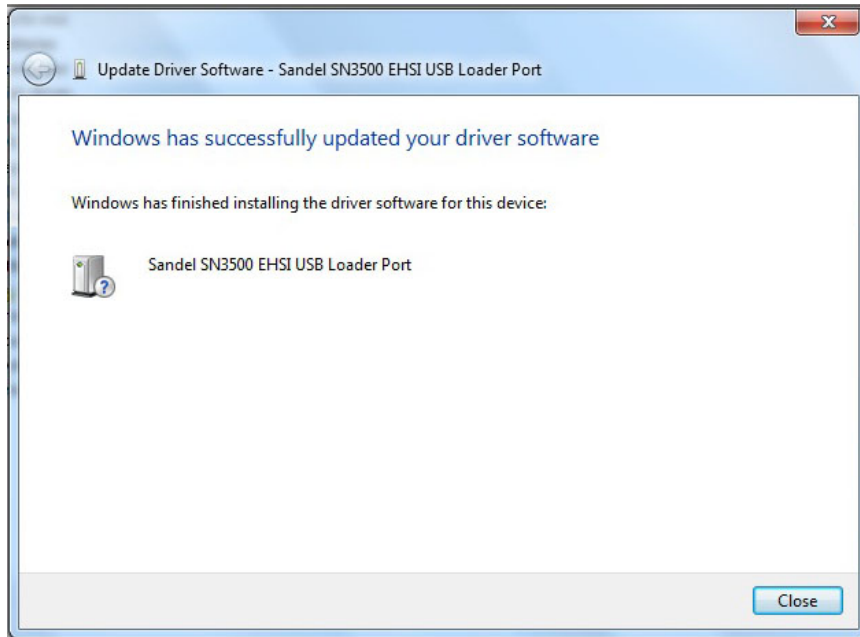 Update Driver Software - Sandel SN3500 EHSI USB Loader Port
Windows has successfully updated your driver software
Windows has finished installing the driver software for this device:
Sandel SN3500 EHSI USB Loader Port
Close